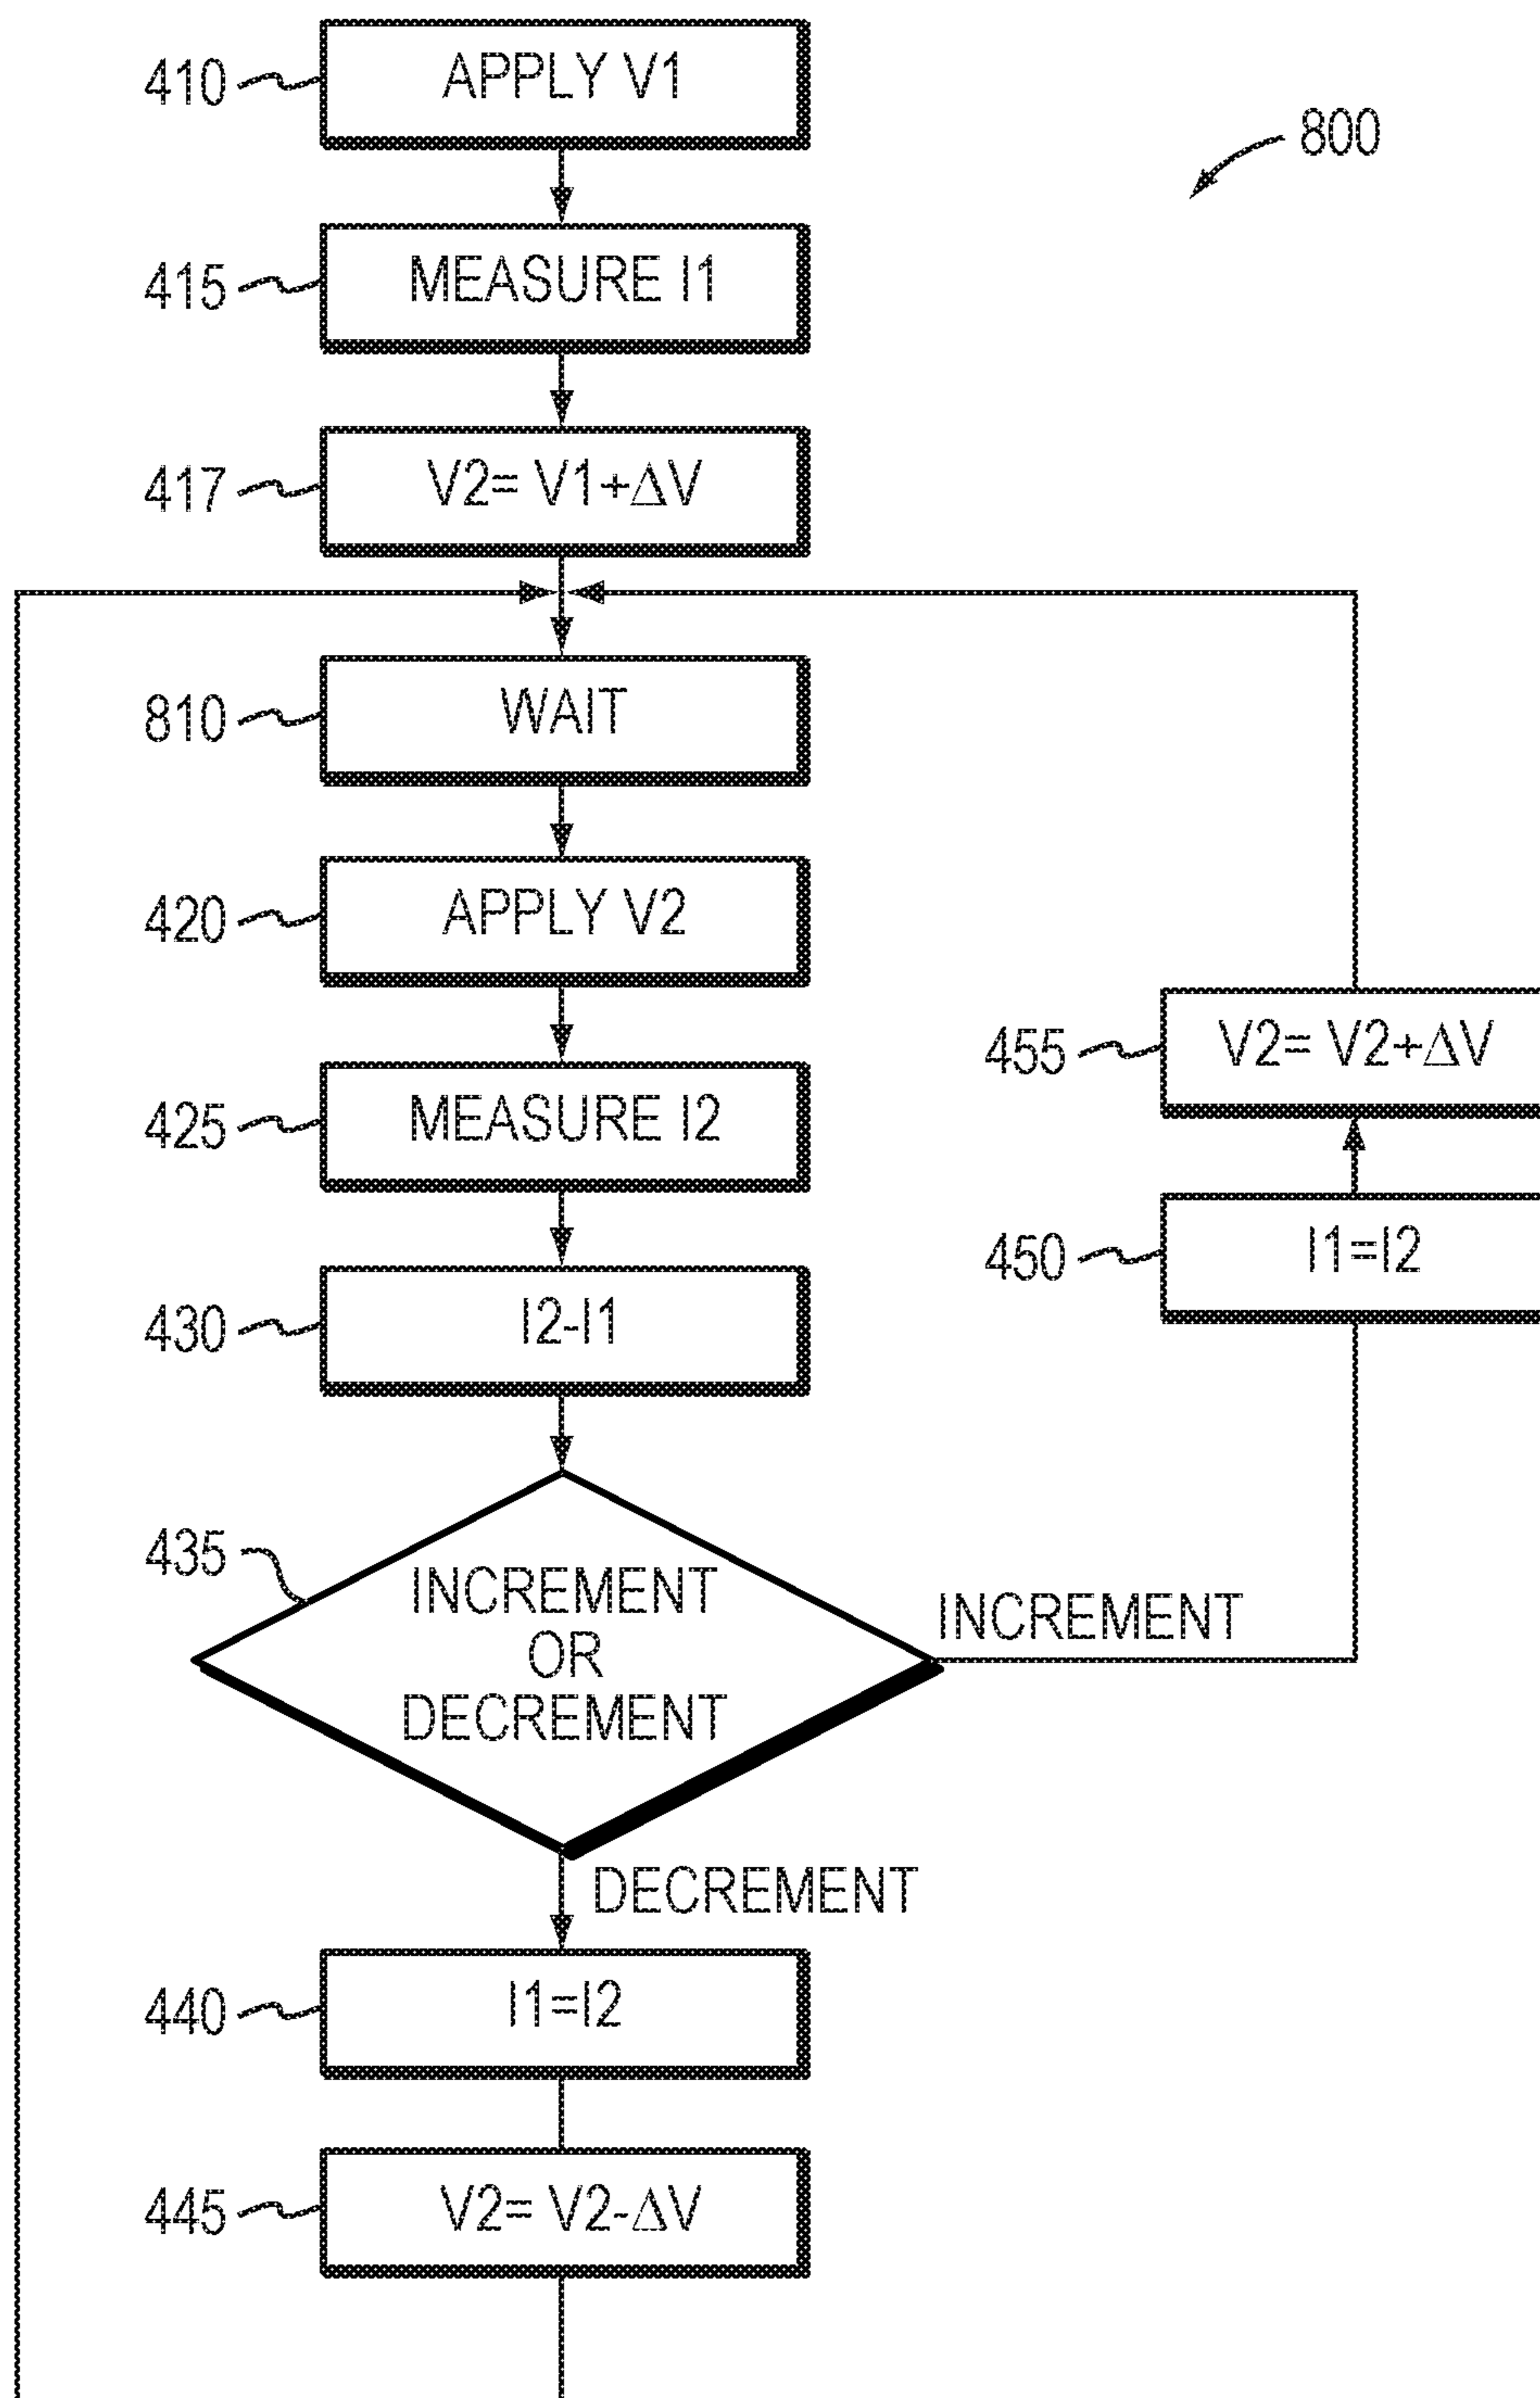 410 APPLY V1
800
415 MEASURE I1
417 V2= V1+ΔV
810 WAIT
420 APPLY V2
455 V2= V2+ΔV
425 MEASURE I2
450 I1=I2
430 I2-I1
435
INCREMENT
OR
DECREMENT
INCREMENT
DECREMENT
440 I1=I2
445 V2= V2-ΔV